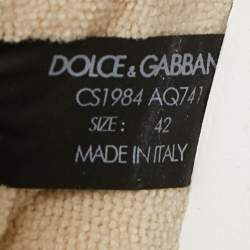 DOLCE & GABBAN
CS1984 AQ741
SIZE: 42
MADE IN ITALY